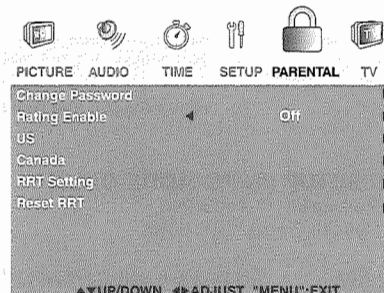 PICTURE AUDIO TIME SETUP PARENTAL TV
Change Password
Rating Enable ◀ Off
US
Canada
RRT Setting
Reset RRT
▲▼UP/DOWN ◀▶ADJUST "MENU":EXIT